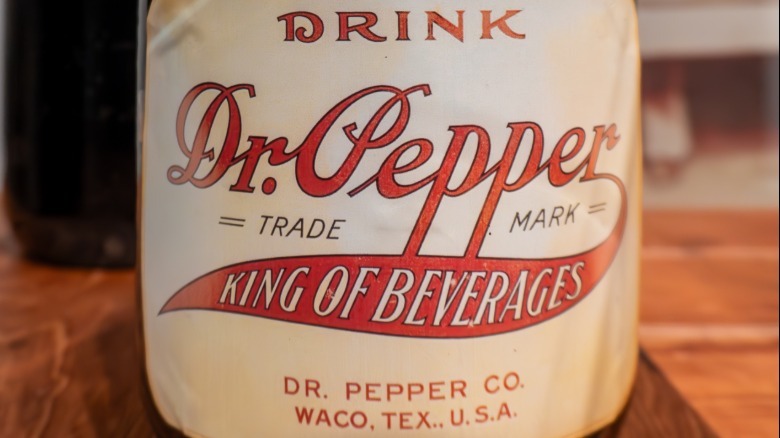 DRINK
Dr. Pepper
= TRADE MARK =
KING OF BEVERAGES
DR. PEPPER CO.
WACO, TEX., U.S.A.